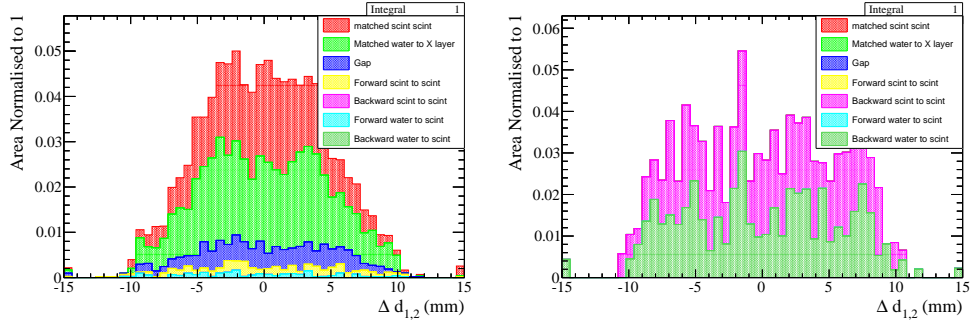 Integral 1
matched scint scint
Matched water to X layer
Gap
Forward scint to scint
Backward scint to scint
Forward water to scint
Backward water to scint
Area Normalised to 1
0.05
0.04
0.03
0.02
0.01
0
-15 -10 -5 0 5 10 15
Δ d1,2 (mm)
Integral 1
matched scint scint
Matched water to X layer
Gap
Forward scint to scint
Backward scint to scint
Forward water to scint
Backward water to scint
Area Normalised to 1
0.06
0.05
0.04
0.03
0.02
0.01
0
-15 -10 -5 0 5 10 15
Δ d1,2 (mm)